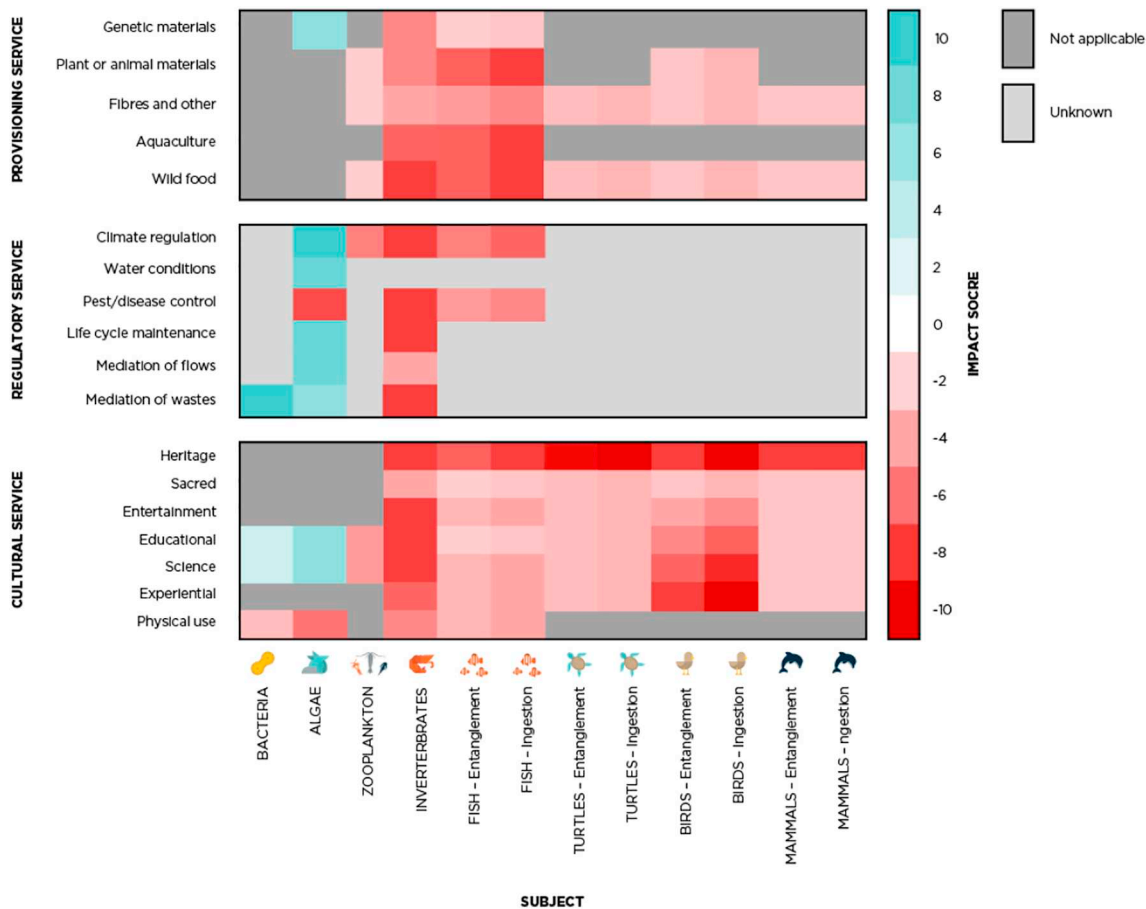 PROVISIONING SERVICE
Genetic materials
Plant or animal materials
Fibres and other
Aquaculture
Wild food
REGULATORY SERVICE
Climate regulation
Water conditions
Pest/disease control
Life cycle maintenance
Mediation of flows
Mediation of wastes
CULTURAL SERVICE
Heritage
Sacred
Entertainment
Educational
Science
Experiential
Physical use
BACTERIA
ALGAE
ZOOPLANKTON
INVERTERBRATES
FISH – Entanglement
FISH – Ingestion
TURTLES – Entanglement
TURTLES – Ingestion
BIRDS – Entanglement
BIRDS – Ingestion
MAMMALS – Entanglement
MAMMALS – ngestion
SUBJECT
10
8
6
4
2
0
-2
-4
-6
-8
-10
IMPACT SOCRE
Not applicable
Unknown